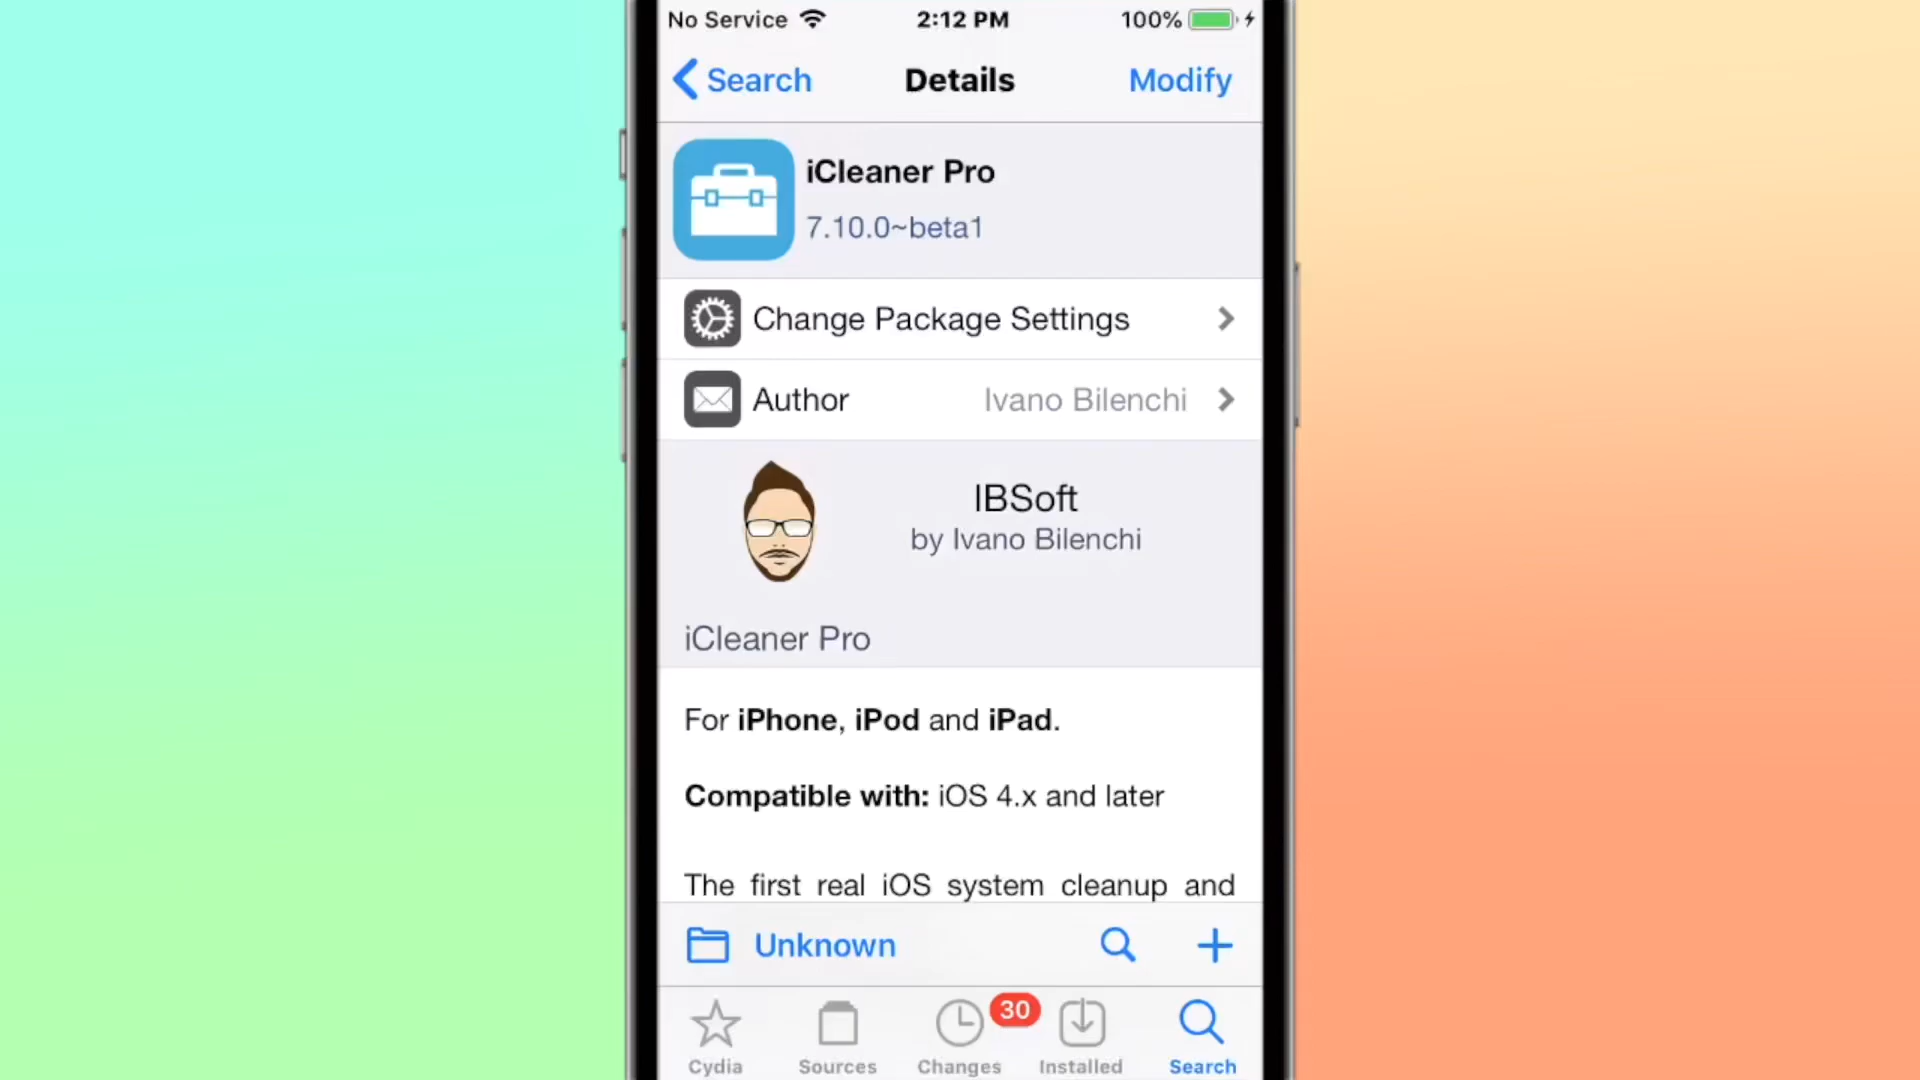 No Service 2:12 PM 100%
Search Details Modify
iCleaner Pro
7.10.0~beta1
Change Package Settings
Author Ivano Bilenchi
IBSoft
by Ivano Bilenchi
iCleaner Pro
For iPhone, iPod and iPad.
Compatible with: iOS 4.x and later
The first real iOS system cleanup and
Unknown
30
Cydia Sources Changes Installed Search